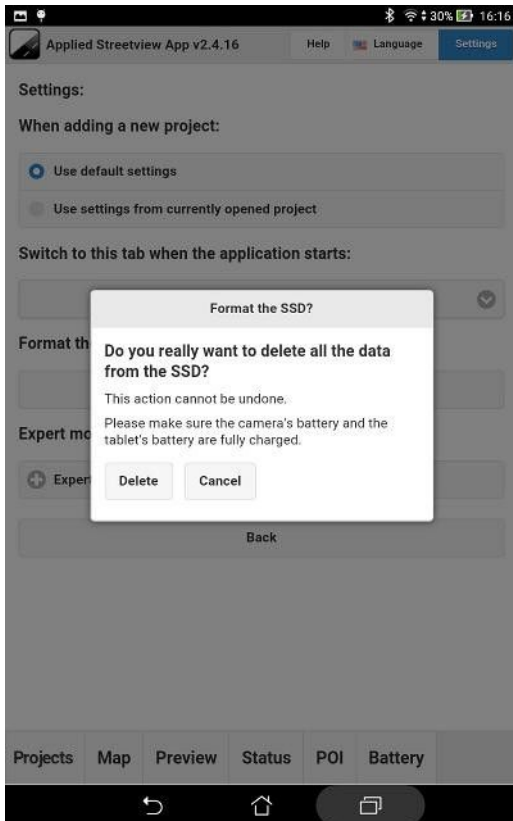 30% 16:16
Applied Streetview App v2.4.16 Help Language Settings
Settings:
When adding a new project:
Use default settings
Use settings from currently opened project
Switch to this tab when the application starts:
Format the SSD?
Format th
Do you really want to delete all the data
from the SSD?
This action cannot be undone.
Please make sure the camera's battery and the
tablet's battery are fully charged.
Expert mo
Exper
Delete Cancel
Back
Projects Map Preview Status POI Battery